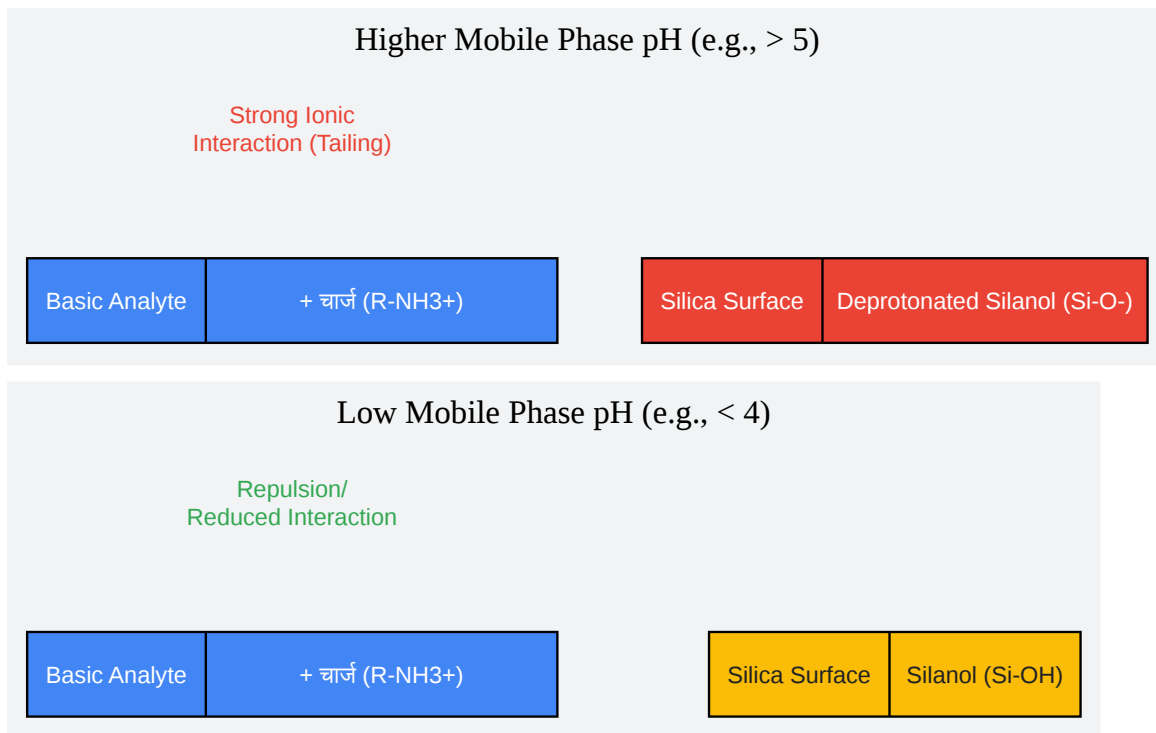 Higher Mobile Phase pH (e.g., > 5)
Strong Ionic
Interaction (Tailing)
Basic Analyte
+ चार्ज (R-NH3+)
Silica Surface
Deprotonated Silanol (Si-O-)
Low Mobile Phase pH (e.g., < 4)
Repulsion/
Reduced Interaction
Basic Analyte
+ चार्ज (R-NH3+)
Silica Surface
Silanol (Si-OH)